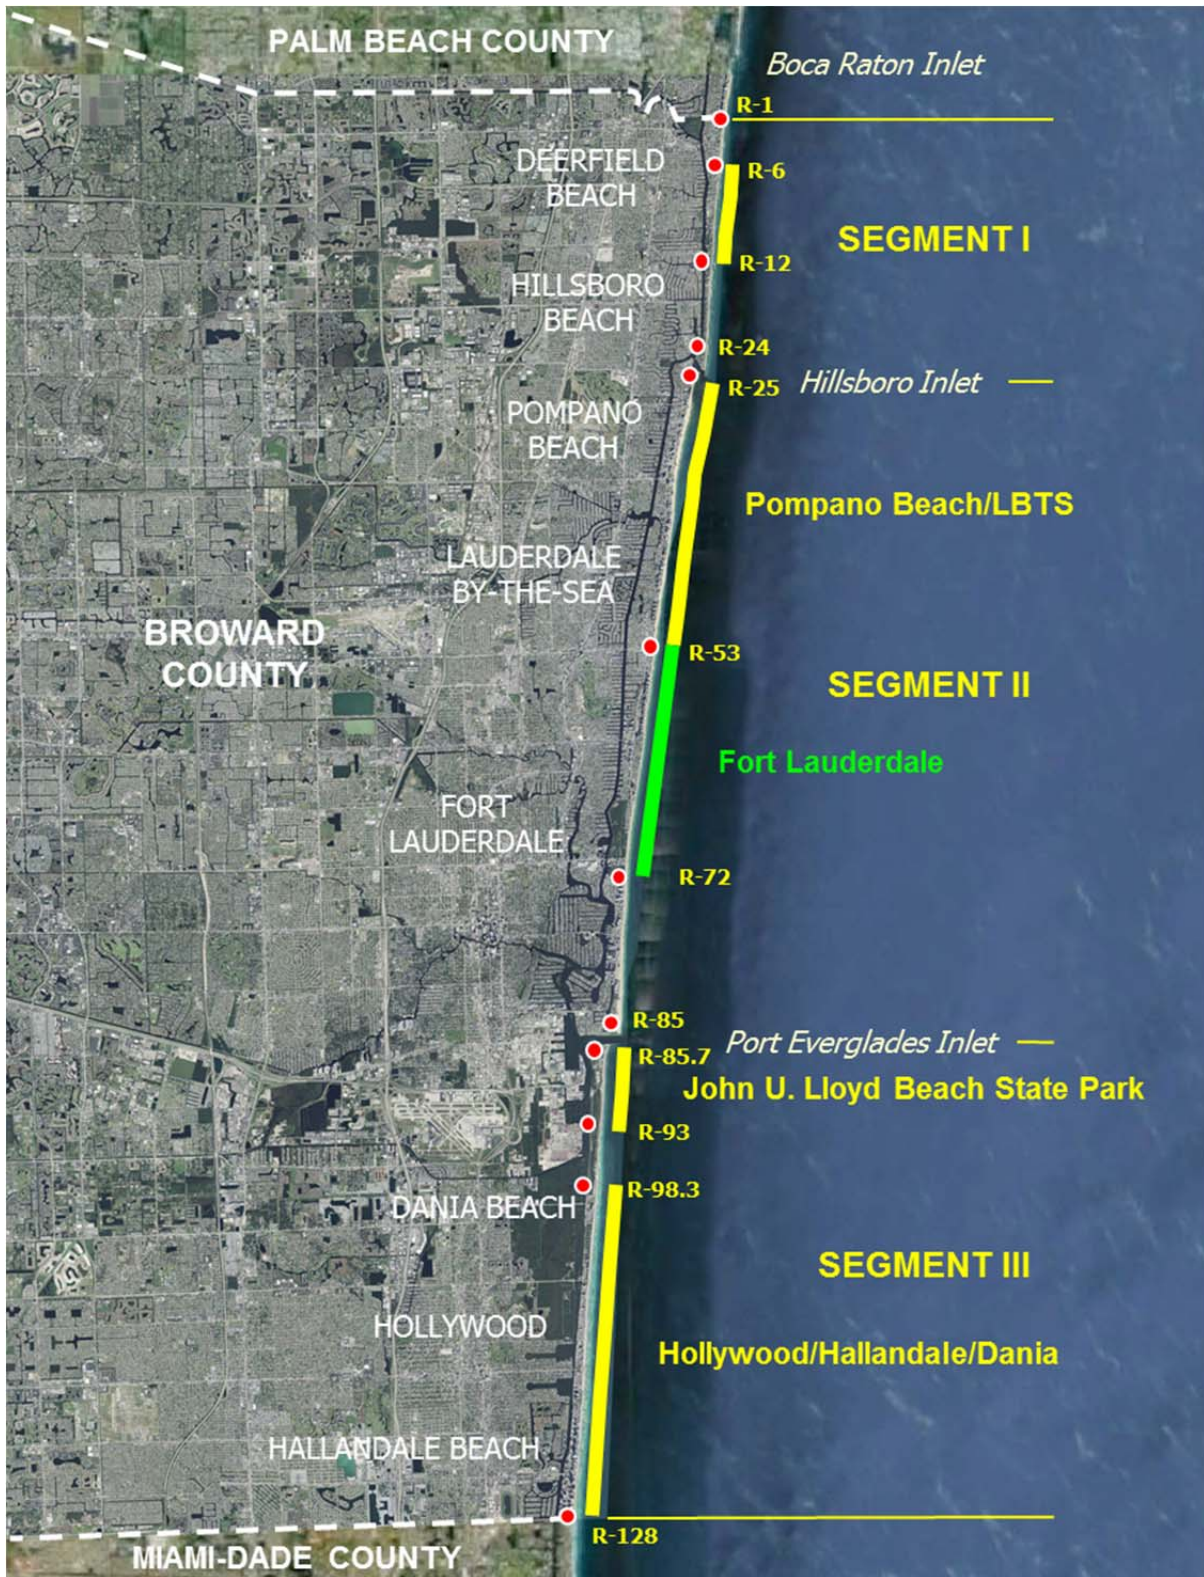 PALM BEACH COUNTY
Boca Raton Inlet
R-1
DEERFIELD
BEACH
R-6
SEGMENT I
R-12
HILLSBORO
BEACH
R-24
Hillsboro Inlet
R-25
POMPANO
BEACH
Pompano Beach/LBTS
LAUDERDALE
BY-THE-SEA
BROWARD
COUNTY
R-53
SEGMENT II
Fort Lauderdale
FORT
LAUDERDALE
R-72
R-85
Port Everglades Inlet
R-85.7
John U. Lloyd Beach State Park
R-93
R-98.3
DANIA BEACH
SEGMENT III
HOLLYWOOD
Hollywood/Hallandale/Dania
HALLANDALE BEACH
R-128
MIAMI-DADE COUNTY